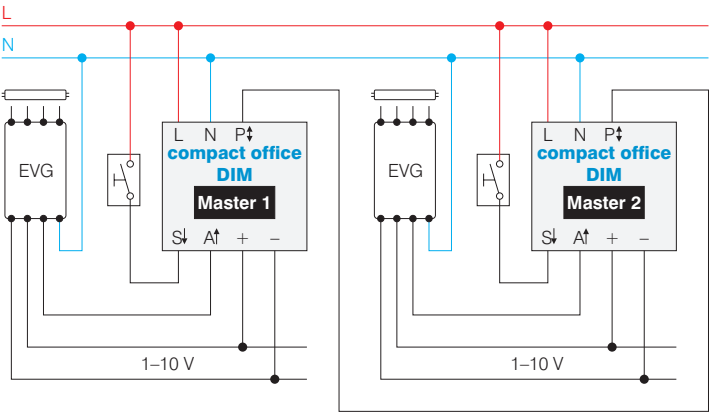 L
N
L N P
compact office
DIM
Master 1
EVG
S A + –
1–10 V
L N P
compact office
DIM
Master 2
EVG
S A + –
1–10 V